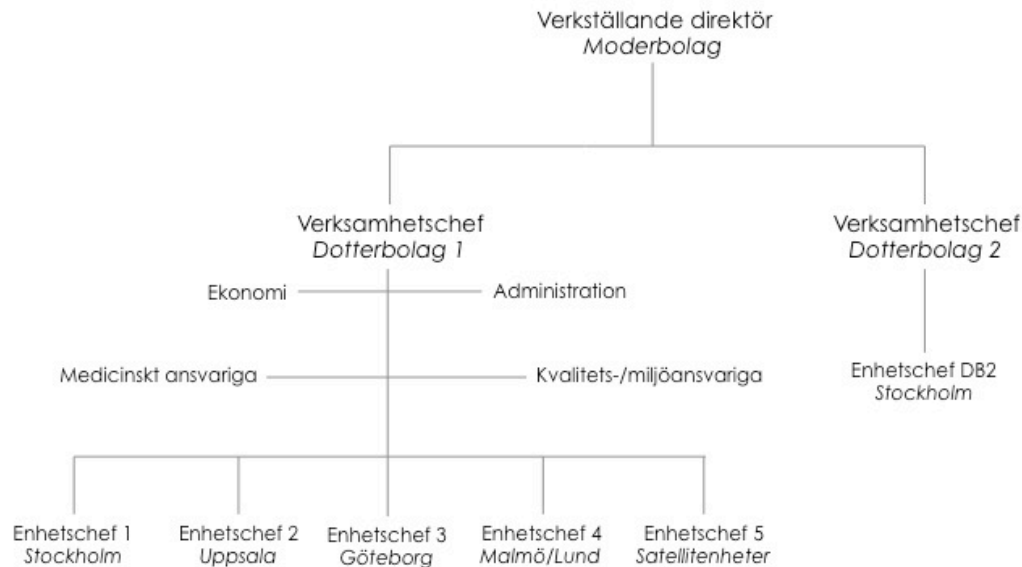 Verkställande direktör
Moderbolag
Verksamhetschef
Dotterbolag 1
Verksamhetschef
Dotterbolag 2
Ekonomi
Administration
Medicinskt ansvariga
Kvalitets-/miljöansvariga
Enhetschef DB2
Stockholm
Enhetschef 1
Stockholm
Enhetschef 2
Uppsala
Enhetschef 3
Göteborg
Enhetschef 4
Malmö/Lund
Enhetschef 5
Satellitenheter